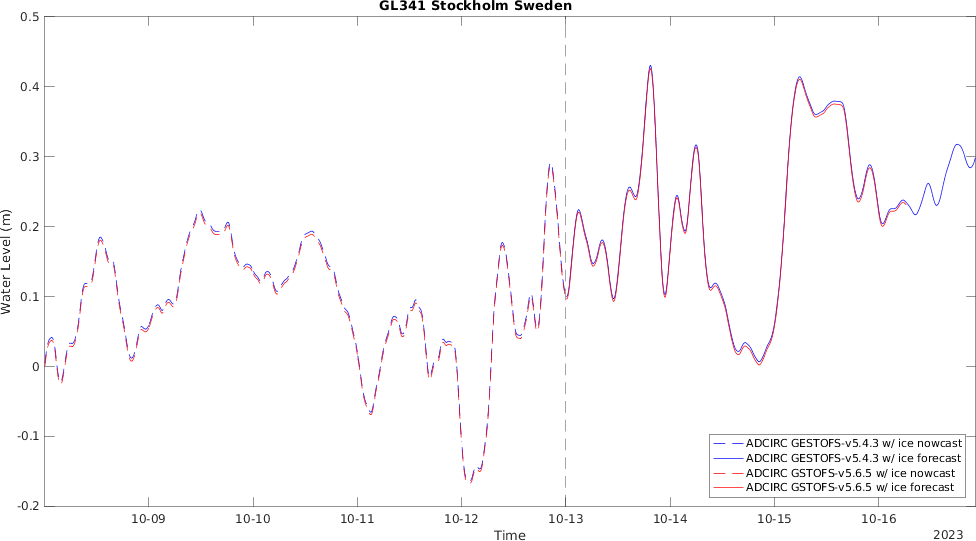 GL341 Stockholm Sweden
0.5
0.4
0.3
0.2
0.1
0
-0.1
-0.2
Water Level (m)
10-09
10-10
10-11
10-12
10-13
10-14
10-15
10-16
Time
2023
ADCIRC GESTOFS-v5.4.3 w/ ice nowcast
ADCIRC GESTOFS-v5.4.3 w/ ice forecast
ADCIRC GSTOFS-v5.6.5 w/ ice nowcast
ADCIRC GSTOFS-v5.6.5 w/ ice forecast